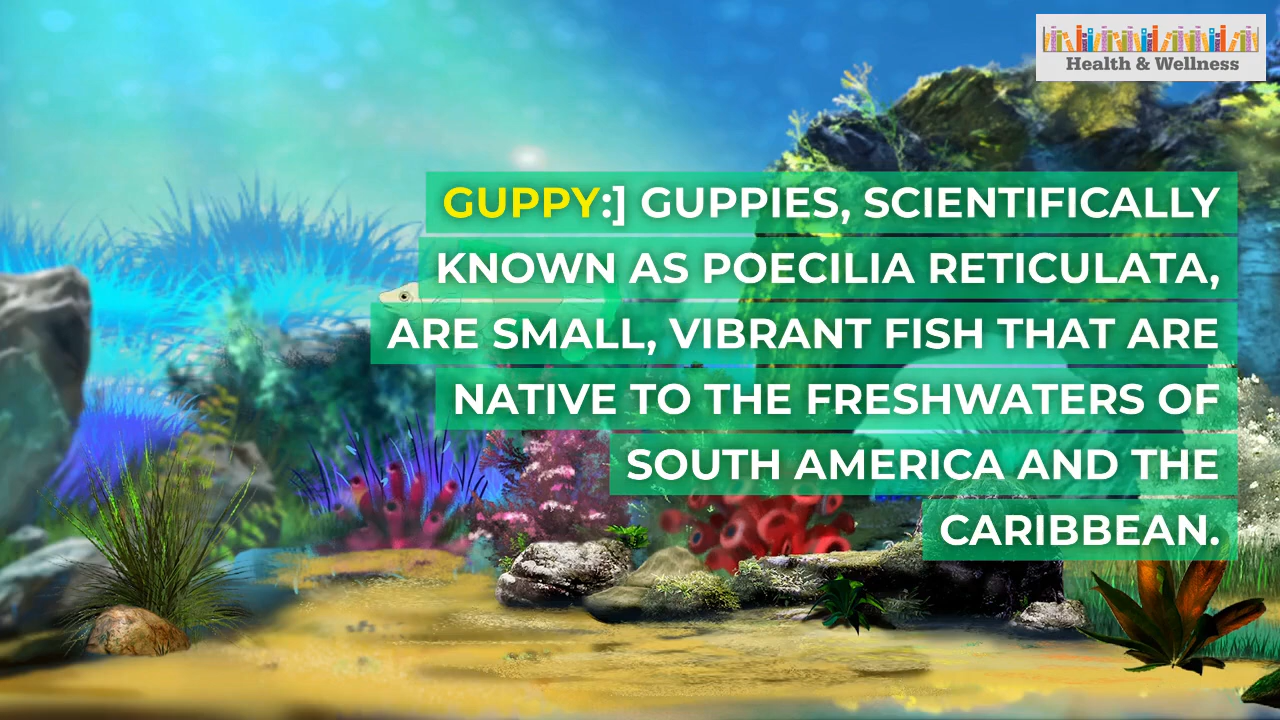 Health & Wellness
GUPPY:] GUPPIES, SCIENTIFICALLY
KNOWN AS POECILIA RETICULATA,
ARE SMALL, VIBRANT FISH THAT ARE
NATIVE TO THE FRESHWATERS OF
SOUTH AMERICA AND THE
CARIBBEAN.